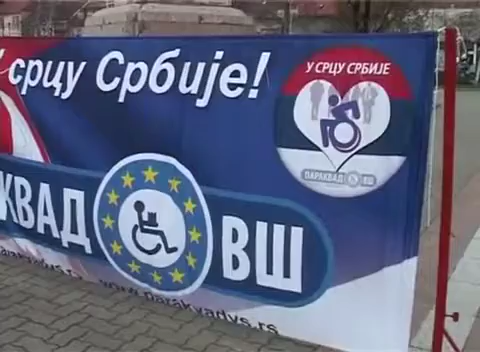 У срцу Србије!
У СРЦУ СРБИЈЕ
ПАРАКВАД ВШ
КВАД ВШ
www.parakvadvs.rs